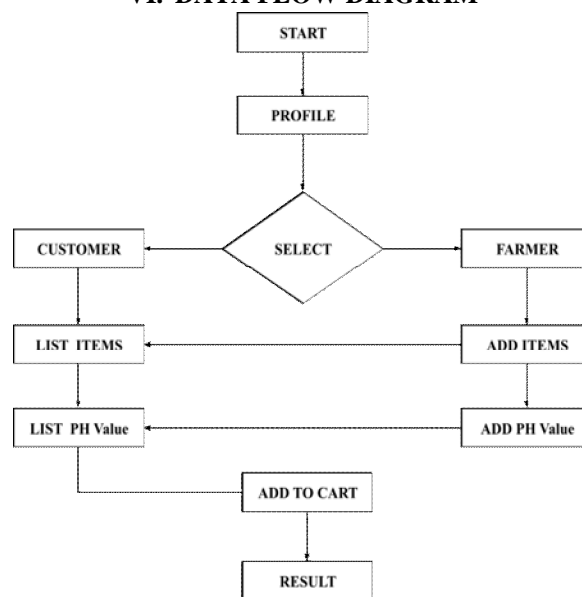 VI. DATA FLOW DIAGRAM
START
PROFILE
SELECT
CUSTOMER
FARMER
LIST ITEMS
ADD ITEMS
LIST PH Value
ADD PH Value
ADD TO CART
RESULT